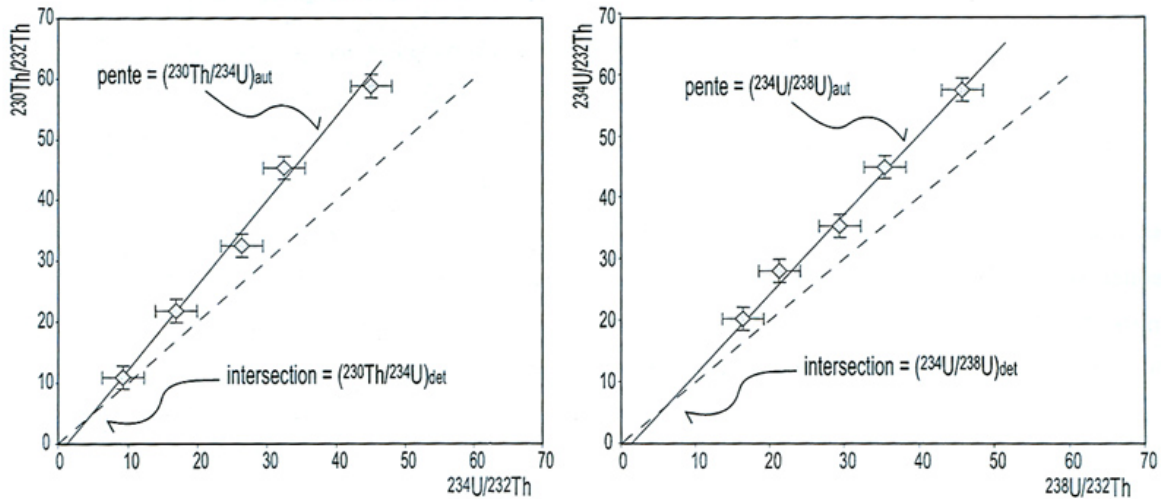 70
60
50
40
30
20
10
0
²³⁰Th/²³²Th
pente = (²³⁰Th/²³⁴U)aut
intersection = (²³⁰Th/²³⁴U)det
0 10 20 30 40 50 60 70
²³⁴U/²³²Th
70
60
50
40
30
20
10
0
²³⁴U/²³²Th
pente = (²³⁴U/²³⁸U)aut
intersection = (²³⁴U/²³⁸U)det
0 10 20 30 40 50 60 70
²³⁸U/²³²Th